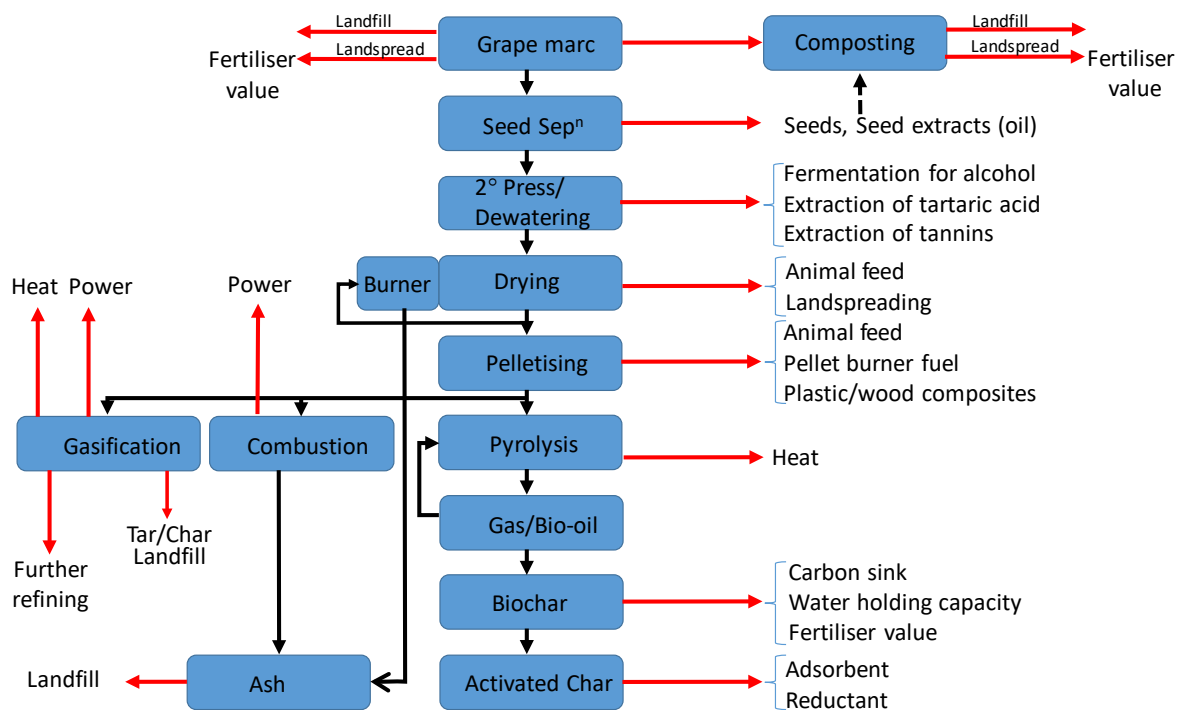 Landfill
Grape marc
Composting
Landfill
Landspread
Landspread
Fertiliser
value
Fertiliser
value
Seed Sepⁿ
Seeds, Seed extracts (oil)
2° Press/
Dewatering
Fermentation for alcohol
Extraction of tartaric acid
Extraction of tannins
Heat
Power
Power
Burner
Drying
Animal feed
Landspreading
Pelletising
Animal feed
Pellet burner fuel
Plastic/wood composites
Gasification
Combustion
Pyrolysis
Heat
Tar/Char
Landfill
Gas/Bio-oil
Further
refining
Biochar
Carbon sink
Water holding capacity
Fertiliser value
Landfill
Ash
Activated Char
Adsorbent
Reductant